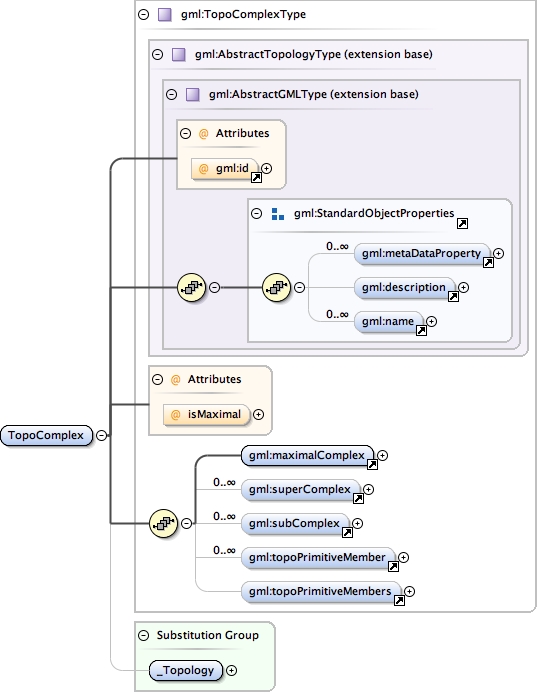 gml:TopoComplexType
gml:AbstractTopologyType (extension base)
gml:AbstractGMLType (extension base)
@ Attributes
@ gml:id
gml:StandardObjectProperties
0..∞
gml:metaDataProperty
gml:description
0..∞
gml:name
@ Attributes
@ isMaximal
TopoComplex
gml:maximalComplex
0..∞
gml:superComplex
0..∞
gml:subComplex
0..∞
gml:topoPrimitiveMember
gml:topoPrimitiveMembers
Substitution Group
_Topology